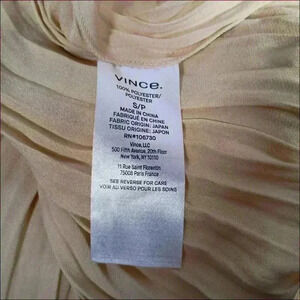 VINCE.
100% POLYESTER/
POLYESTER
S/P
MADE IN CHINA
FABRIQUÉ EN CHINE
FABRIC ORIGIN: JAPAN
TISSU ORIGINE: JAPON
RN#106730
Vince, LLC
500 Fifth Avenue, 20th Floor
New York, NY 10110
11 Rue Saint Florentin
75008 Paris France
SEE REVERSE FOR CARE
VOIR AU VERSO POUR LES SOINS